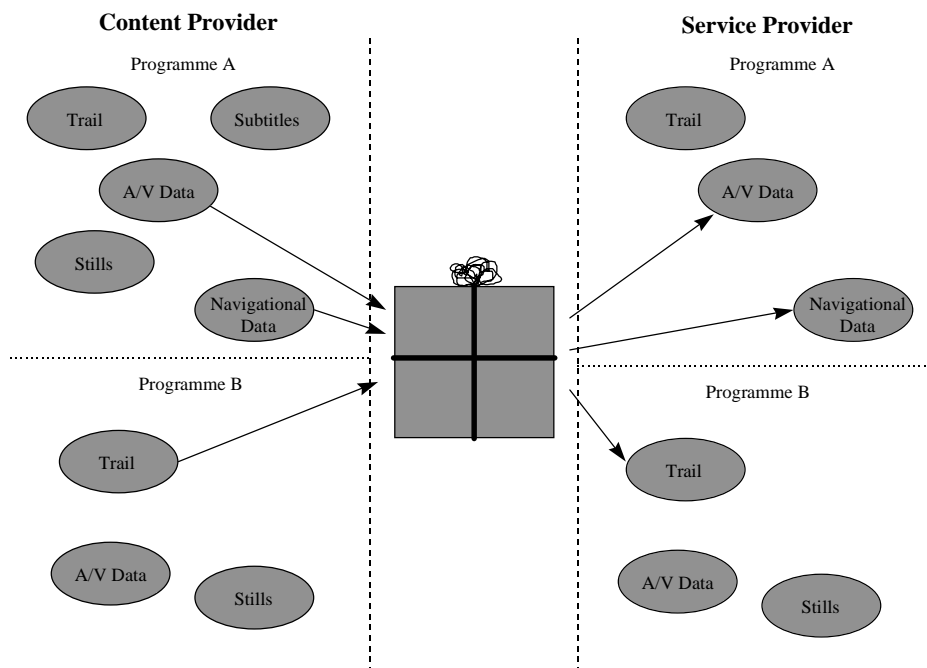 Content Provider
Programme A
Trail
Subtitles
A/V Data
Stills
Navigational
Data
Programme B
Trail
A/V Data
Stills
Service Provider
Programme A
Trail
A/V Data
Navigational
Data
Programme B
Trail
A/V Data
Stills